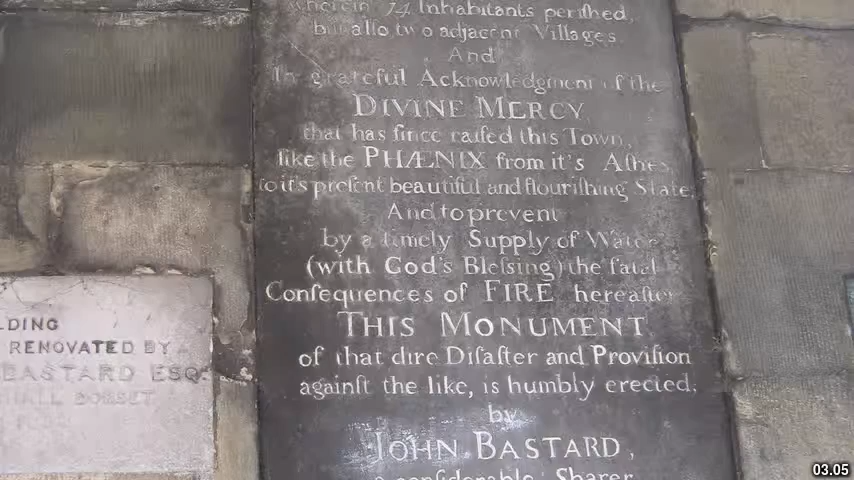 wherein 74 Inhabitants periſhed,
but alſo two adjacent Villages
And
In grateful Acknowledgment of the
DIVINE MERCY,
that has ſince raiſed this Town,
like the PHÆNIX from it's Aſhes,
to it's preſent beautiful and flouriſhing State
And to prevent
by a timely Supply of Water
(with God's Bleſsing) the fatal
Conſequences of FIRE hereafter
THIS MONUMENT
of that dire Diſaſter and Proviſion
againſt the like, is humbly erected,
by
JOHN BASTARD,
a conſiderable Sharer
LDING
RENOVATED BY
BASTARD ESQ
DORSET
03.05